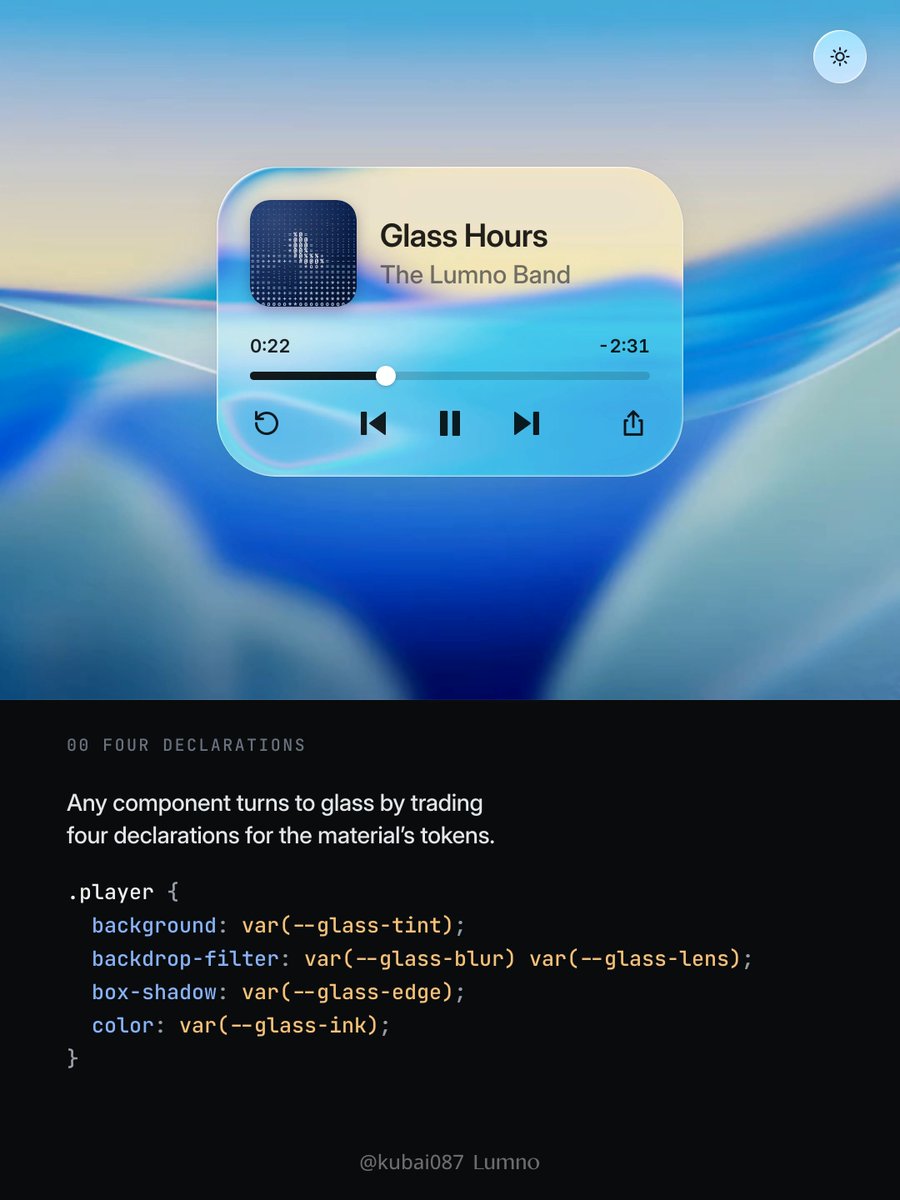 Glass Hours
The Lumno Band
0:22
-2:31
00 FOUR DECLARATIONS
Any component turns to glass by trading
four declarations for the material’s tokens.
.player {
  background: var(--glass-tint);
  backdrop-filter: var(--glass-blur) var(--glass-lens);
  box-shadow: var(--glass-edge);
  color: var(--glass-ink);
}
@kubai087 Lumno